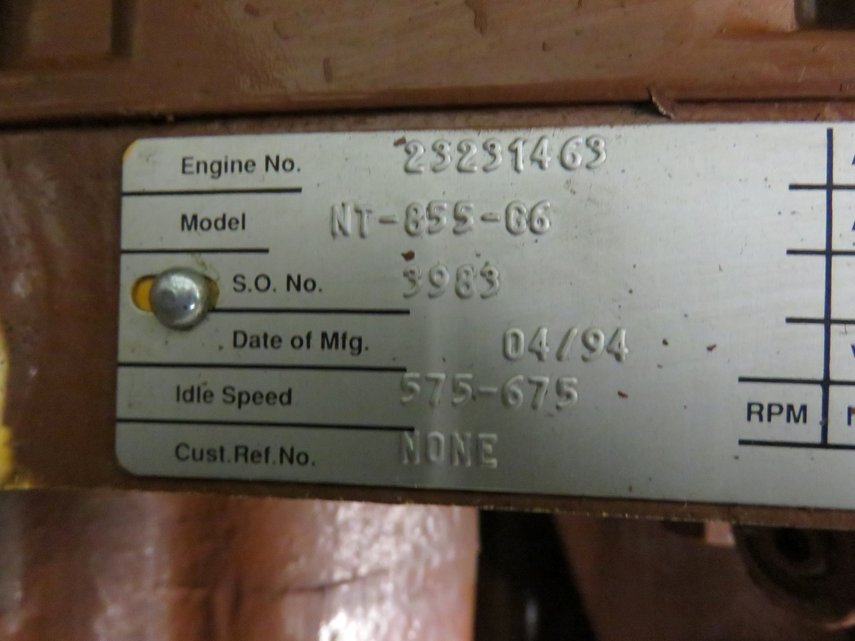 Engine No. 23231463
Model NT-855-G6
S.O. No. 3983
Date of Mfg. 04/94
Idle Speed 575-675
RPM
Cust.Ref.No. NONE